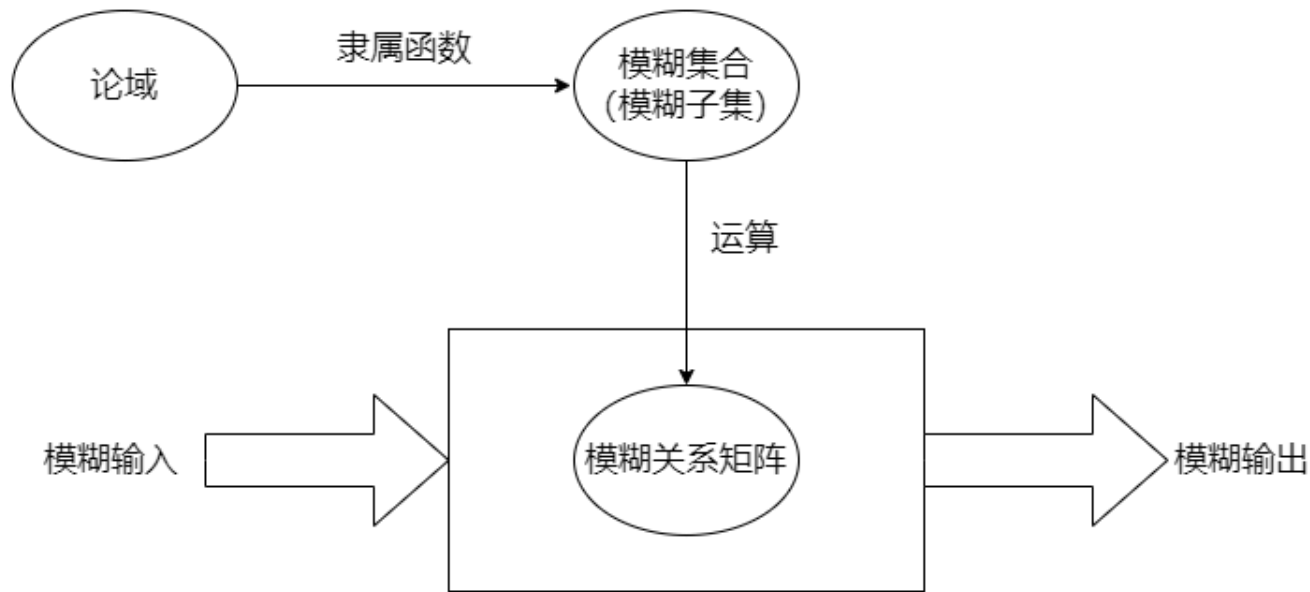 论域
隶属函数
模糊集合
（模糊子集）
运算
模糊输入
模糊关系矩阵
模糊输出